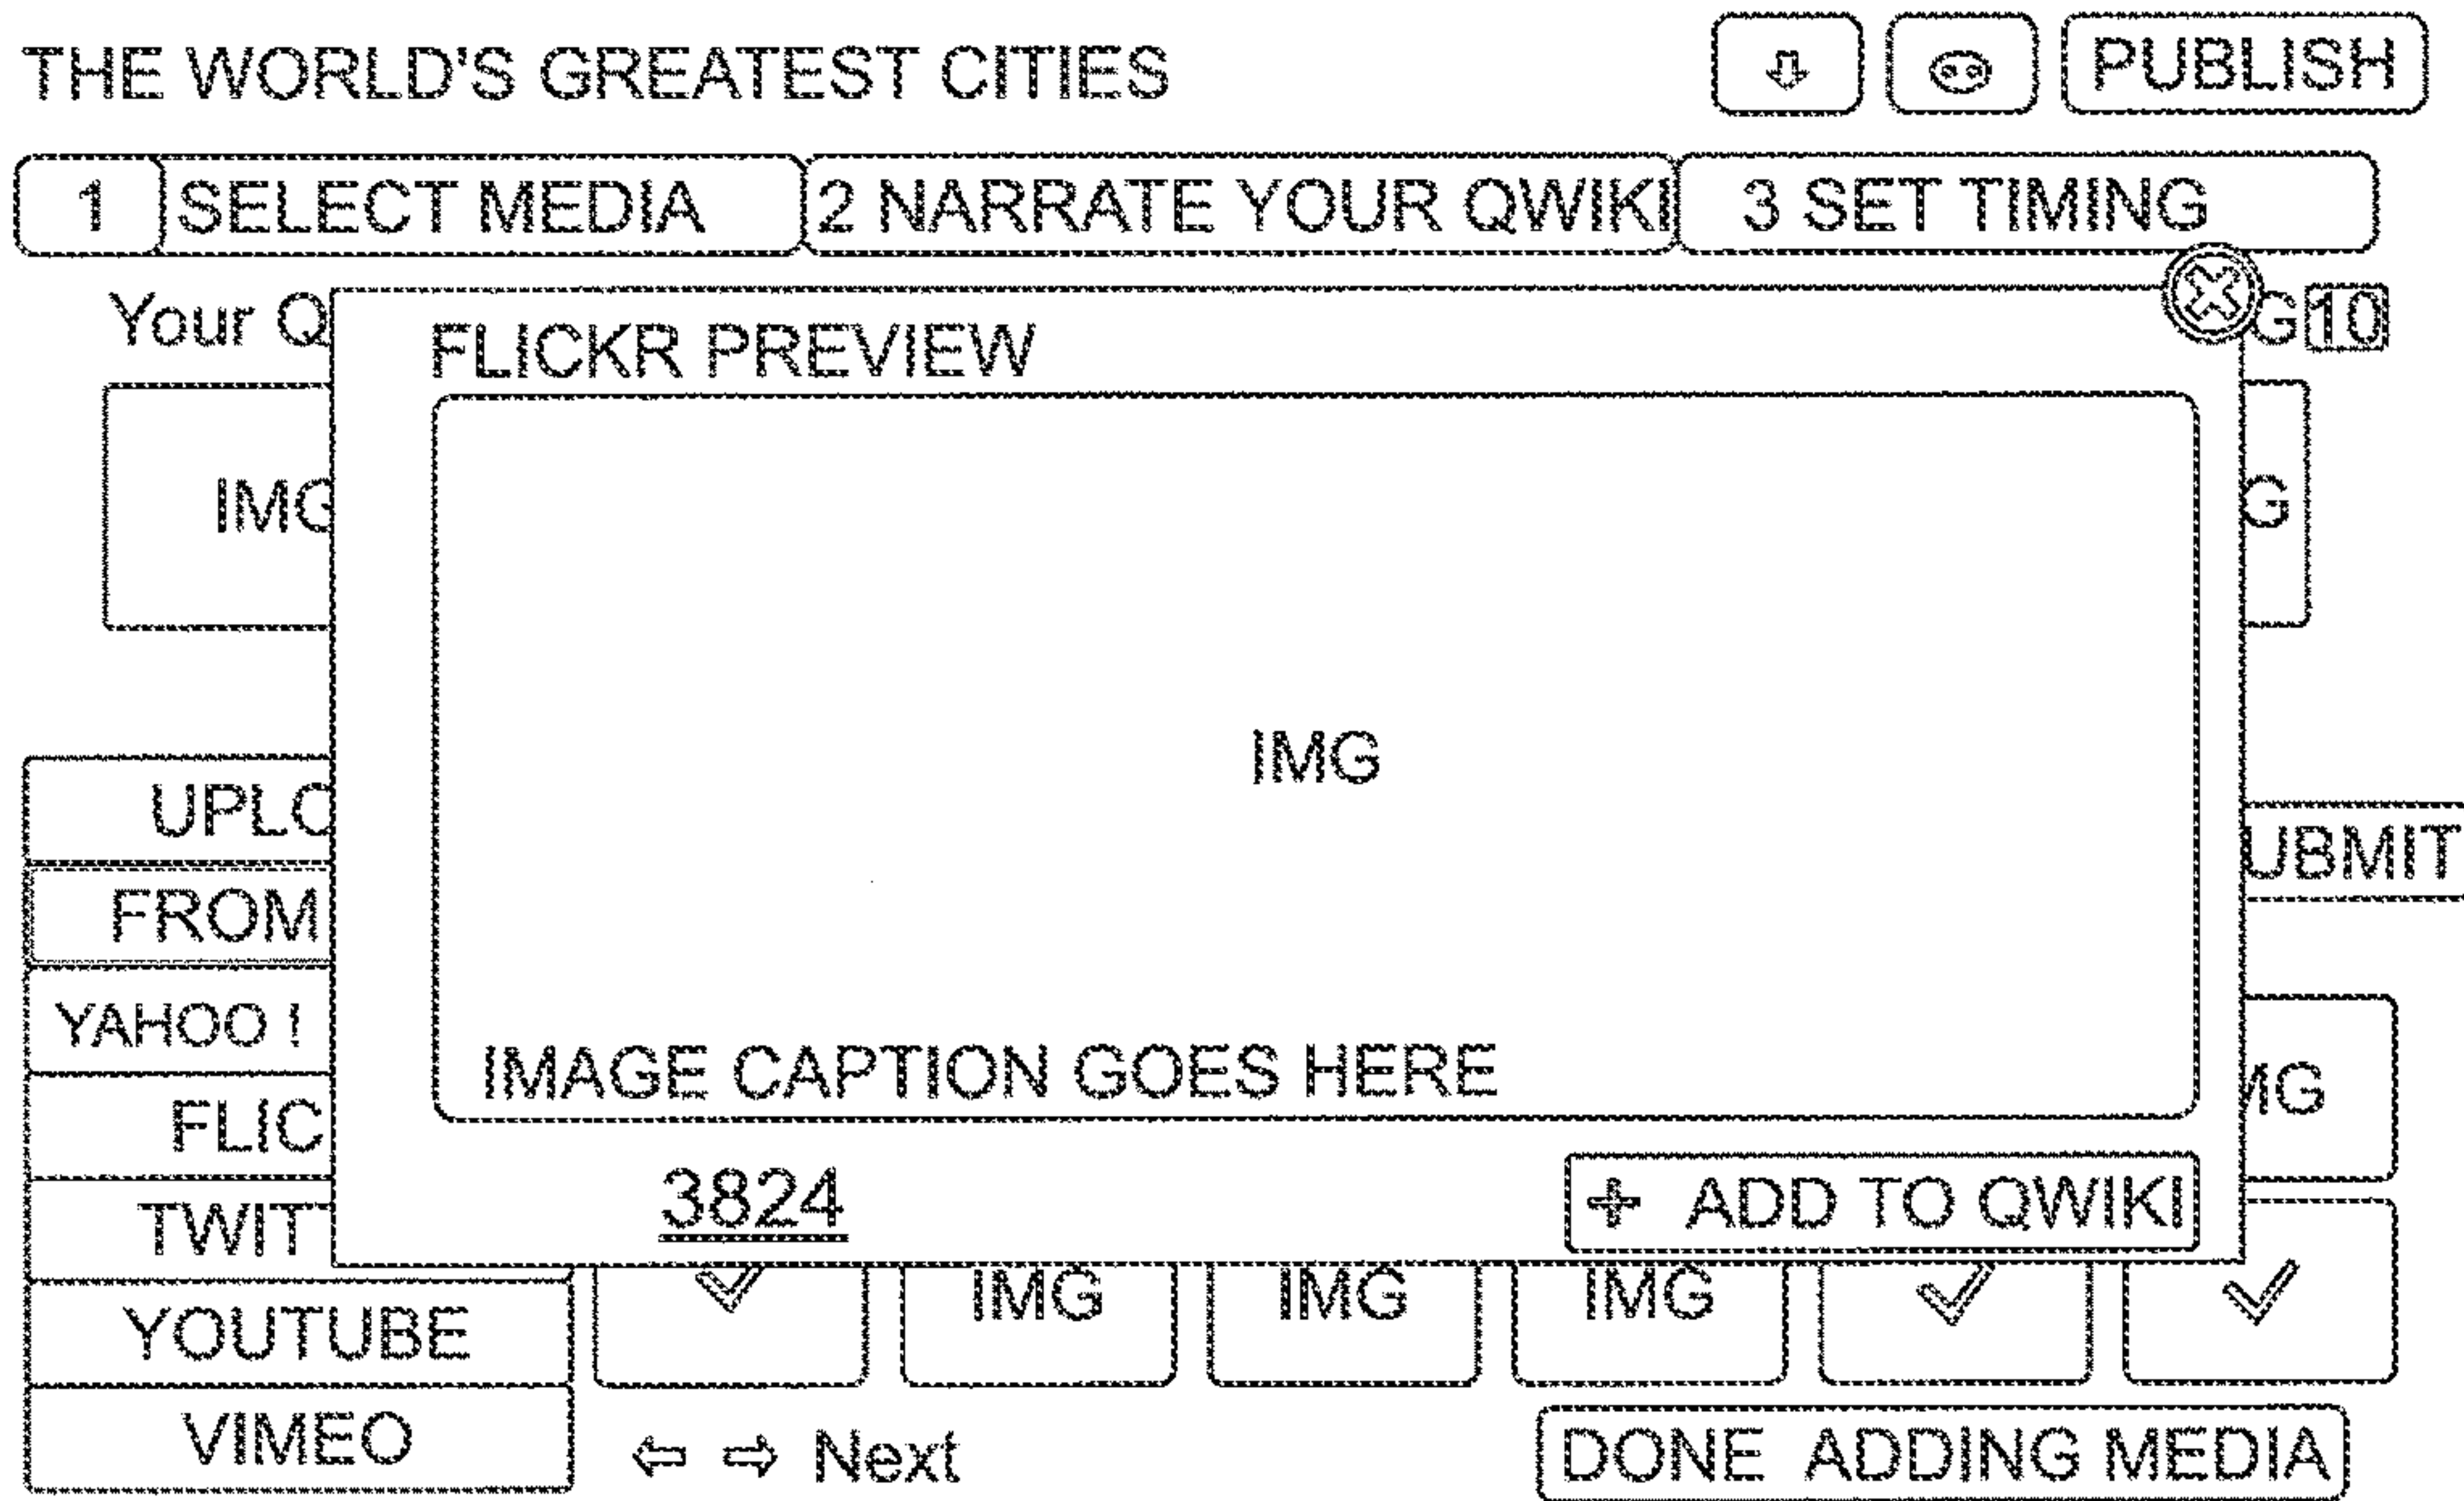 THE WORLD'S GREATEST CITIES
PUBLISH
1 SELECT MEDIA
2 NARRATE YOUR QWIKI
3 SET TIMING
Your Q
G 10
FLICKR PREVIEW
IMG
IMG
G
UPLO
UBMIT
FROM
YAHOO !
IMAGE CAPTION GOES HERE
FLIC
MG
3824
+ ADD TO QWIKI
TWIT
IMG IMG IMG
YOUTUBE
VIMEO
Next
DONE ADDING MEDIA